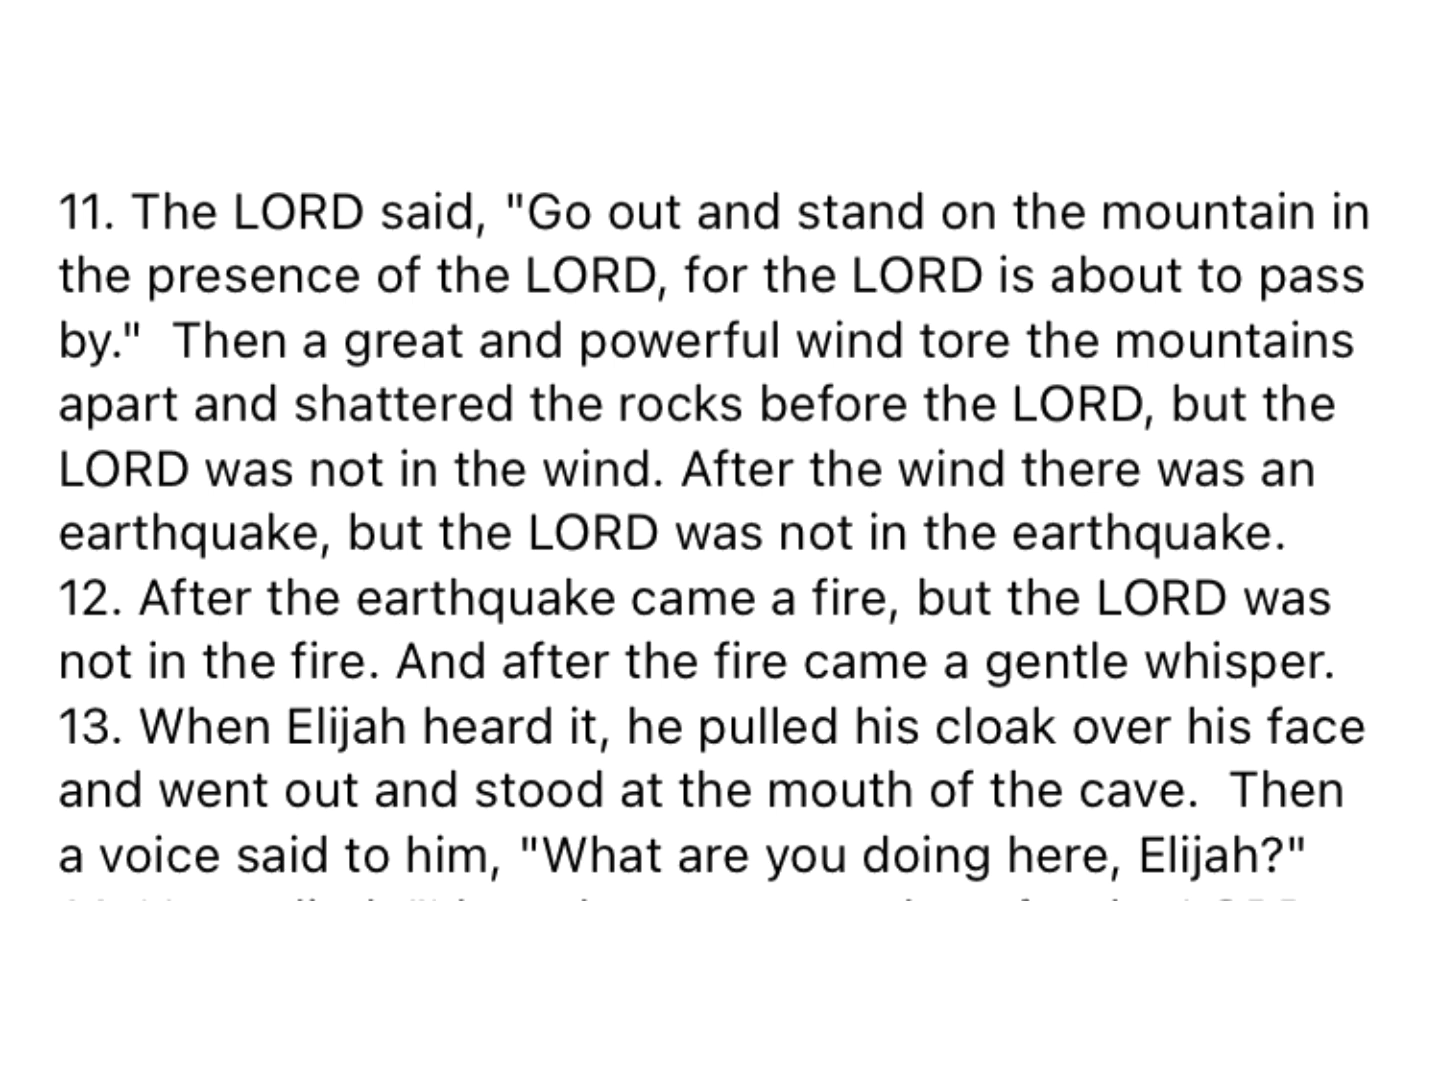 11. The LORD said, "Go out and stand on the mountain in
the presence of the LORD, for the LORD is about to pass
by."  Then a great and powerful wind tore the mountains
apart and shattered the rocks before the LORD, but the
LORD was not in the wind. After the wind there was an
earthquake, but the LORD was not in the earthquake.
12. After the earthquake came a fire, but the LORD was
not in the fire. And after the fire came a gentle whisper.
13. When Elijah heard it, he pulled his cloak over his face
and went out and stood at the mouth of the cave.  Then
a voice said to him, "What are you doing here, Elijah?"